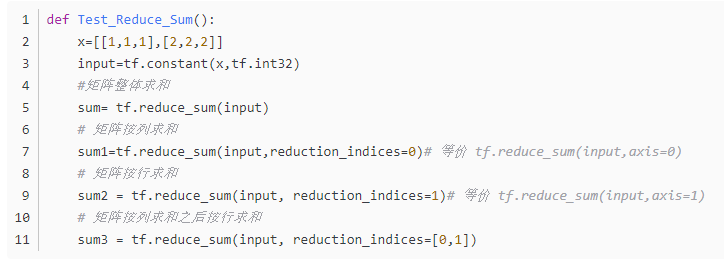 1 def Test_Reduce_Sum():
2 x=[[1,1,1],[2,2,2]]
3 input=tf.constant(x,tf.int32)
4 #矩阵整体求和
5 sum= tf.reduce_sum(input)
6 # 矩阵按列求和
7 sum1=tf.reduce_sum(input,reduction_indices=0)# 等价 tf.reduce_sum(input,axis=0)
8 # 矩阵按行求和
9 sum2 = tf.reduce_sum(input, reduction_indices=1)# 等价 tf.reduce_sum(input,axis=1)
10 # 矩阵按列求和之后按行求和
11 sum3 = tf.reduce_sum(input, reduction_indices=[0,1])